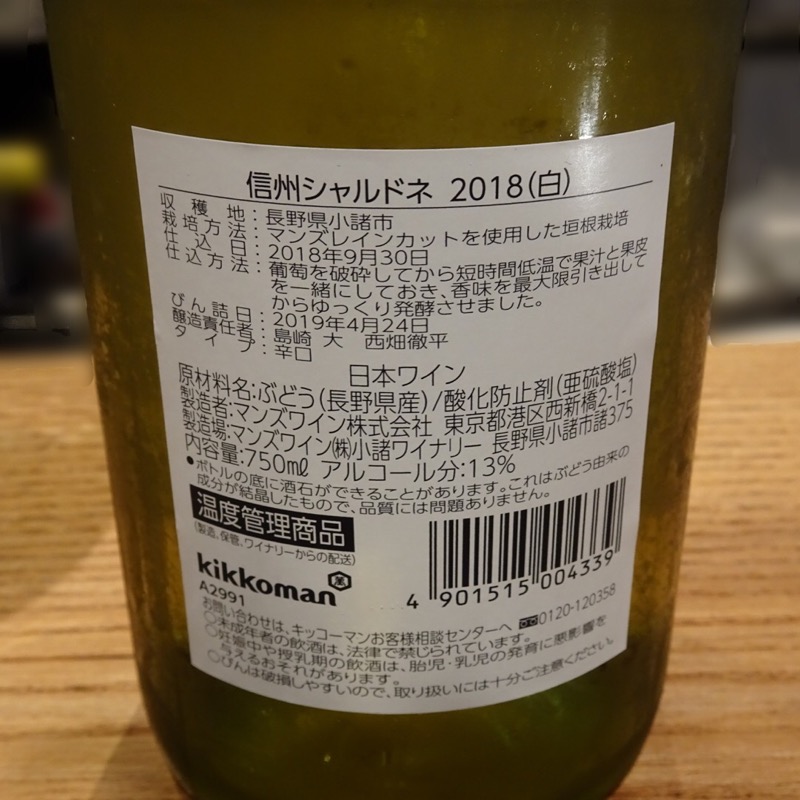 信州シャルドネ 2018(白)
収穫地：長野県小諸市
栽培方法：マンズレインカットを使用した垣根栽培
仕込日：2018年9月30日
仕込方法：葡萄を破砕してから短時間低温で果汁と果皮
を一緒にしておき、香味を最大限引き出して
からゆっくり発酵させました。
びん詰日：2019年4月24日
醸造責任者：島崎 大 西畑徹平
タイプ：辛口
日本ワイン
原材料名:ぶどう(長野県産)/酸化防止剤(亜硫酸塩)
製造者:マンズワイン株式会社 東京都港区西新橋2-1-1
製造場:マンズワイン㈱小諸ワイナリー 長野県小諸市諸375
内容量:750mℓ アルコール分:13%
●ボトルの底に酒石ができることがあります。これはぶどう由来の
成分が結晶したもので、品質には問題ありません。
温度管理商品
(製造、保管、ワイナリーからの配送)
kikkoman 萬
A2991
4 901515 004339
お問い合わせは、キッコーマンお客様相談センターへ 0120-120358
○未成年者の飲酒は、法律で禁じられています。
○妊娠中や授乳期の飲酒は、胎児・乳児の発育に悪影響を
与えるおそれがあります。
○びんは破損しやすいので、取り扱いには十分ご注意ください。